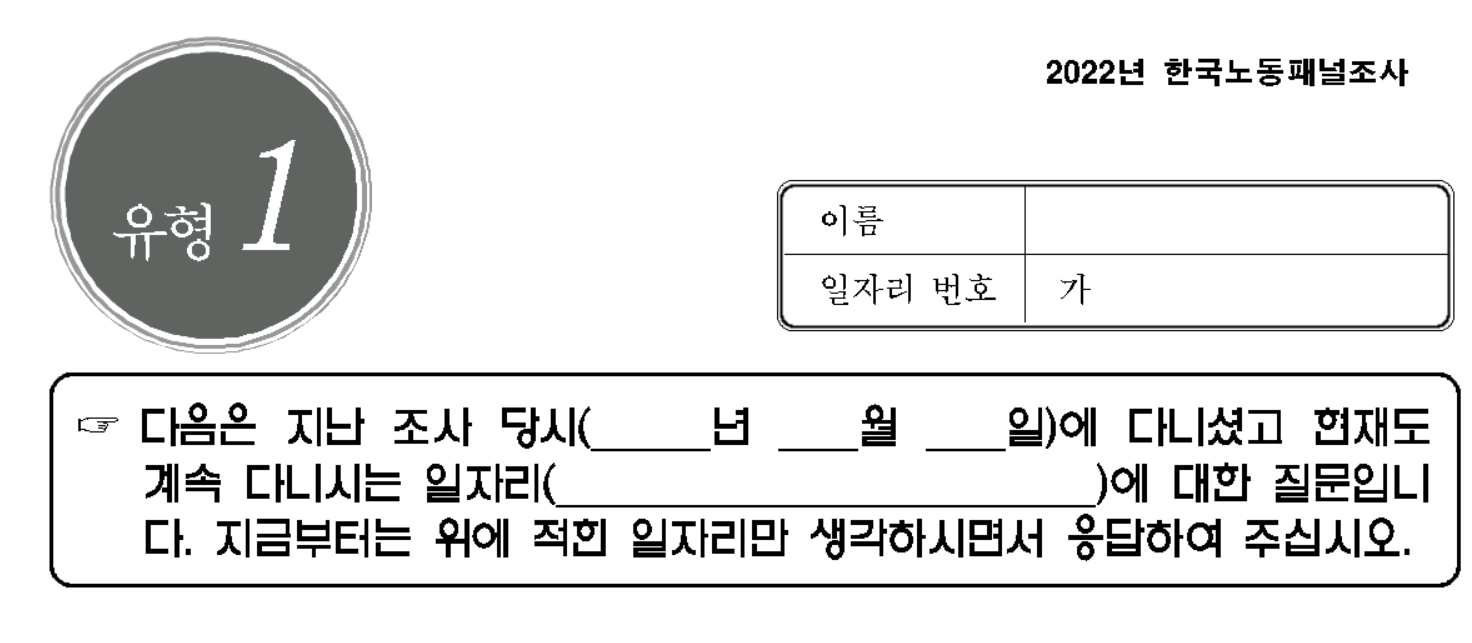 2022년 한국노동패널조사
유형 1
이름
일자리 번호 가
☞ 다음은 지난 조사 당시(______년 ____월 ____일)에 다니셨고 현재도
계속 다니시는 일자리(___________________________)에 대한 질문입니
다. 지금부터는 위에 적힌 일자리만 생각하시면서 응답하여 주십시오.